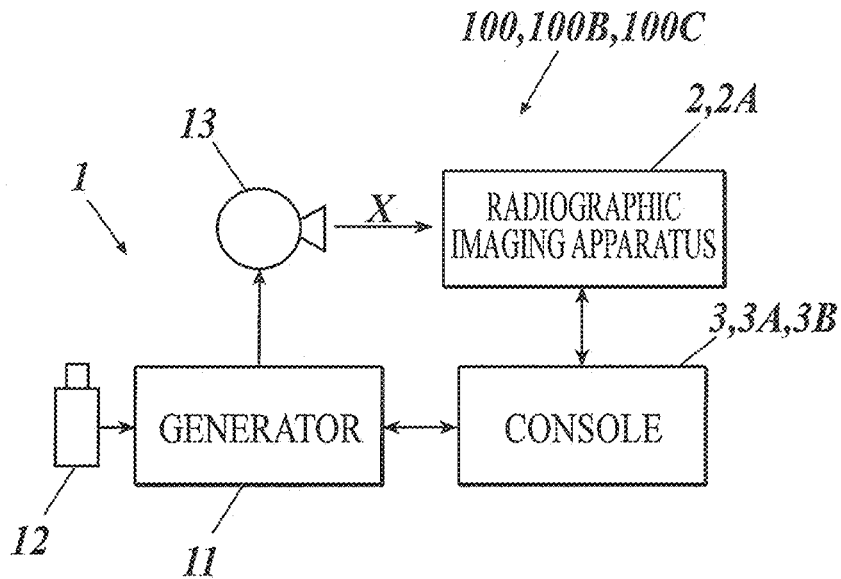 100,100B,100C
2,2A
13
1
X
RADIOGRAPHIC
IMAGING APPARATUS
3,3A,3B
GENERATOR
CONSOLE
12
11